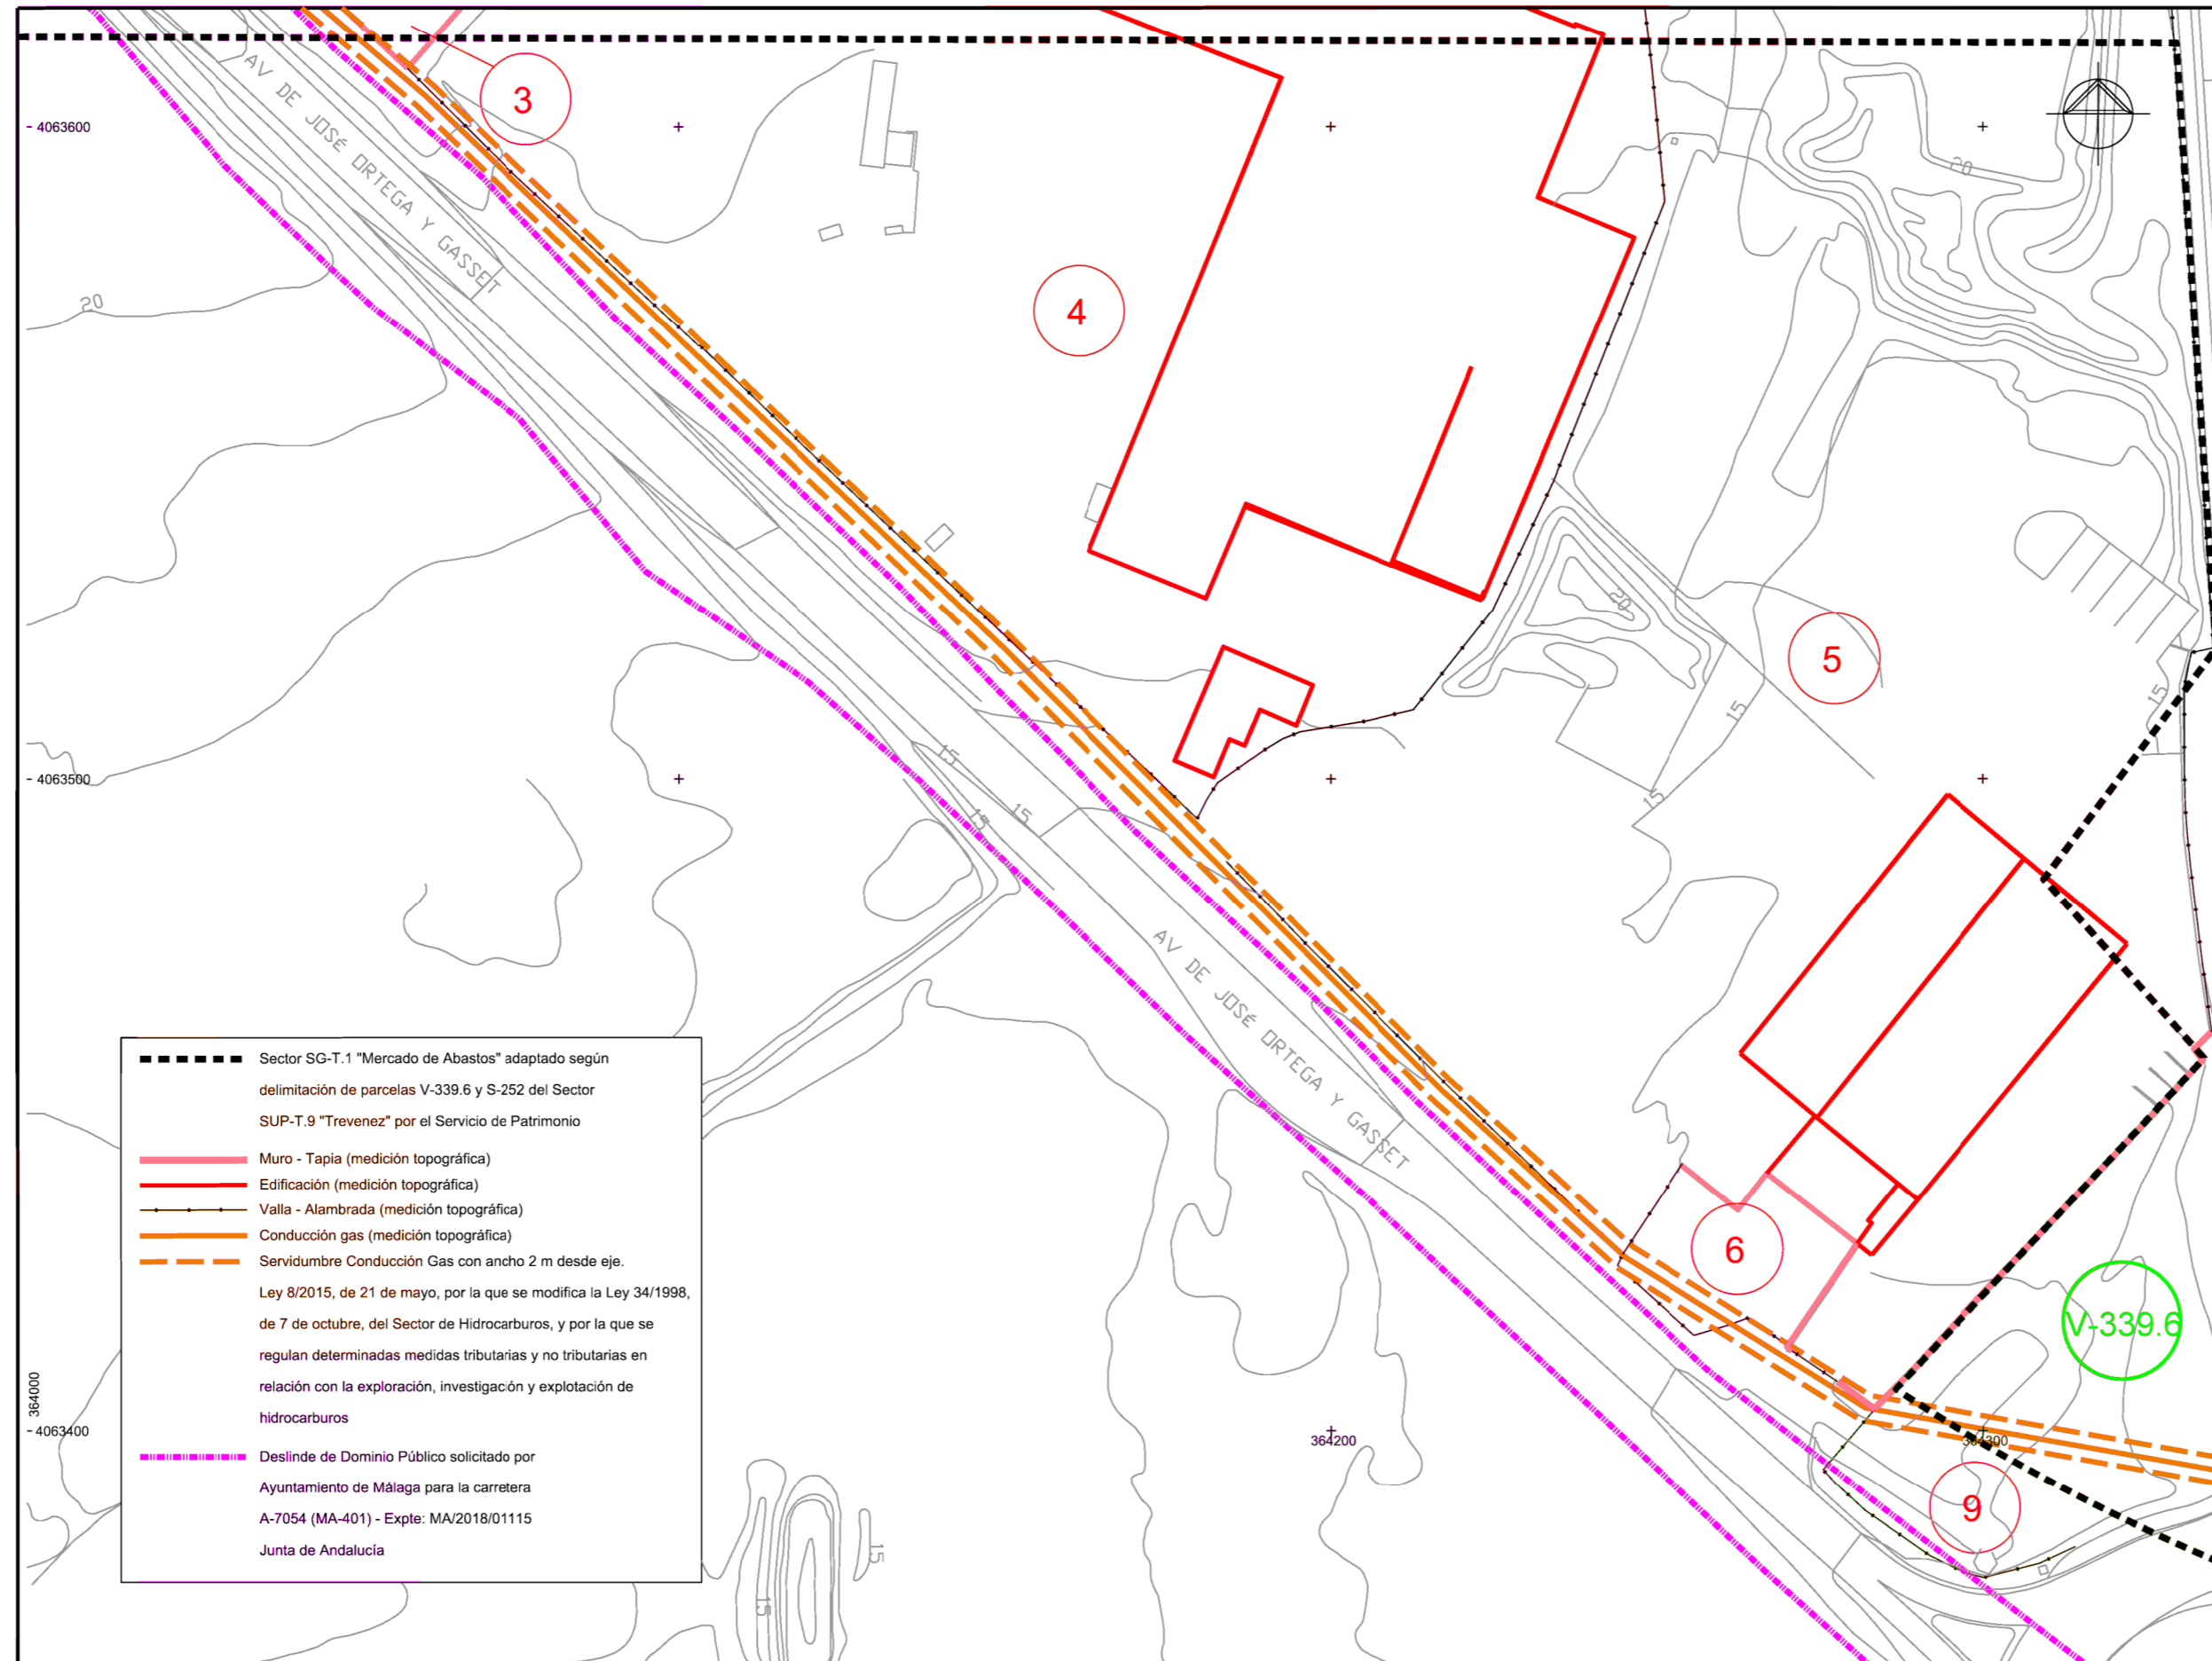 3
AV DE JOSÉ ORTEGA Y GASSET
4063600
20
20
4
20
5
15
15
15
4063500
15
15
15
AV DE JOSÉ ORTEGA Y GASSET
Sector SG-T.1 "Mercado de Abastos" adaptado según
delimitación de parcelas V-339.6 y S-252 del Sector
SUP-T.9 "Trevenez" por el Servicio de Patrimonio
Muro - Tapia (medición topográfica)
Edificación (medición topográfica)
Valla - Alambrada (medición topográfica)
Conducción gas (medición topográfica)
Servidumbre Conducción Gas con ancho 2 m desde eje.
Ley 8/2015, de 21 de mayo, por la que se modifica la Ley 34/1998,
de 7 de octubre, del Sector de Hidrocarburos, y por la que se
regulan determinadas medidas tributarias y no tributarias en
relación con la exploración, investigación y explotación de
hidrocarburos
Deslinde de Dominio Público solicitado por
Ayuntamiento de Málaga para la carretera
A-7054 (MA-401) - Expte: MA/2018/01115
Junta de Andalucía
6
V-339.6
364000
4063400
364200
364300
9
15
15